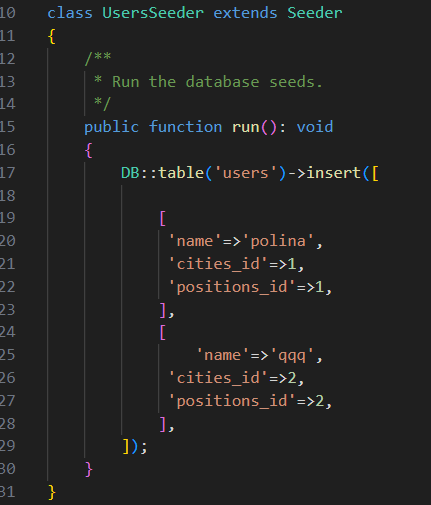 10 class UsersSeeder extends Seeder
11 {
12     /**
13      * Run the database seeds.
14      */
15     public function run(): void
16     {
17         DB::table('users')->insert([
18
19             [
20              'name'=>'polina',
21              'cities_id'=>1,
22              'positions_id'=>1,
23             ],
24             [
25                 'name'=>'qqq',
26              'cities_id'=>2,
27              'positions_id'=>2,
28             ],
29         ]);
30     }
31 }